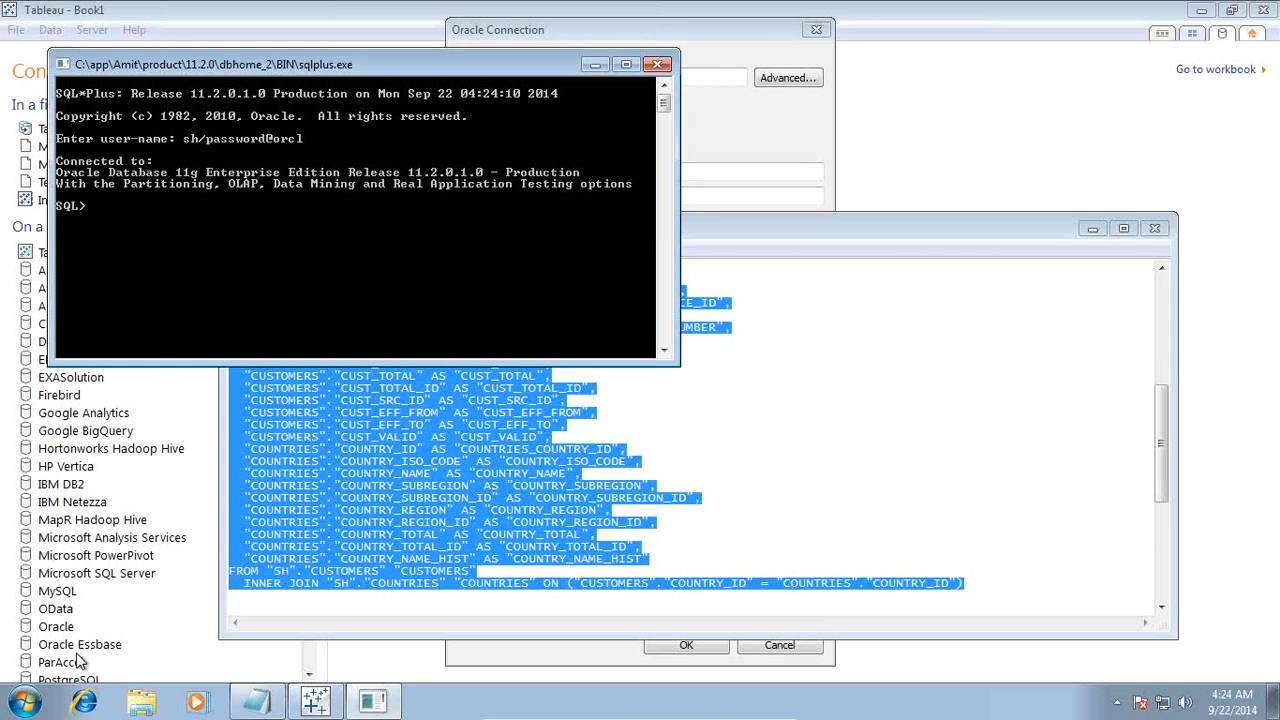 Tableau - Book1
File Data Server Help
Go to workbook
In a fi
On a
EXASolution
Firebird
Google Analytics
Google BigQuery
Hortonworks Hadoop Hive
HP Vertica
IBM DB2
IBM Netezza
MapR Hadoop Hive
Microsoft Analysis Services
Microsoft PowerPivot
Microsoft SQL Server
MySQL
OData
Oracle
Oracle Essbase
ParAcc
PostgreSQL
Oracle Connection
Advanced...
C:\app\Amit\product\11.2.0\dbhome_2\BIN\sqlplus.exe
SQL*Plus: Release 11.2.0.1.0 Production on Mon Sep 22 04:24:10 2014
Copyright (c) 1982, 2010, Oracle.  All rights reserved.
Enter user-name: sh/password@orcl
Connected to:
Oracle Database 11g Enterprise Edition Release 11.2.0.1.0 - Production
With the Partitioning, OLAP, Data Mining and Real Application Testing options
SQL>
CE_ID",
UMBER",
"CUSTOMERS"."CUST_TOTAL" AS "CUST_TOTAL",
"CUSTOMERS"."CUST_TOTAL_ID" AS "CUST_TOTAL_ID",
"CUSTOMERS"."CUST_SRC_ID" AS "CUST_SRC_ID",
"CUSTOMERS"."CUST_EFF_FROM" AS "CUST_EFF_FROM",
"CUSTOMERS"."CUST_EFF_TO" AS "CUST_EFF_TO",
"CUSTOMERS"."CUST_VALID" AS "CUST_VALID",
"COUNTRIES"."COUNTRY_ID" AS "COUNTRIES_COUNTRY_ID",
"COUNTRIES"."COUNTRY_ISO_CODE" AS "COUNTRY_ISO_CODE",
"COUNTRIES"."COUNTRY_NAME" AS "COUNTRY_NAME",
"COUNTRIES"."COUNTRY_SUBREGION" AS "COUNTRY_SUBREGION",
"COUNTRIES"."COUNTRY_SUBREGION_ID" AS "COUNTRY_SUBREGION_ID",
"COUNTRIES"."COUNTRY_REGION" AS "COUNTRY_REGION",
"COUNTRIES"."COUNTRY_REGION_ID" AS "COUNTRY_REGION_ID",
"COUNTRIES"."COUNTRY_TOTAL" AS "COUNTRY_TOTAL",
"COUNTRIES"."COUNTRY_TOTAL_ID" AS "COUNTRY_TOTAL_ID",
"COUNTRIES"."COUNTRY_NAME_HIST" AS "COUNTRY_NAME_HIST"
FROM "SH"."CUSTOMERS" "CUSTOMERS"
INNER JOIN "SH"."COUNTRIES" "COUNTRIES" ON ("CUSTOMERS"."COUNTRY_ID" = "COUNTRIES"."COUNTRY_ID")
OK Cancel
4:24 AM
9/22/2014